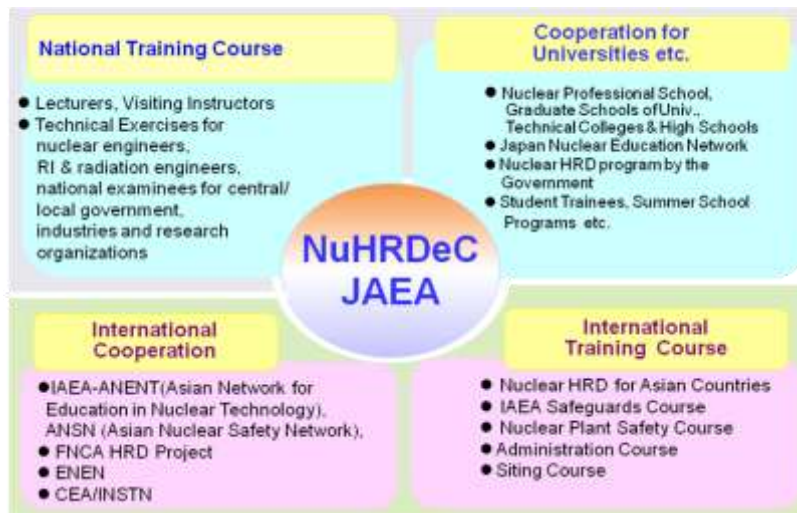 National Training Course
● Lecturers, Visiting Instructors
● Technical Exercises for
nuclear engineers,
RI & radiation engineers,
national examinees for central/
local government,
industries and research
organizations
Cooperation for
Universities etc.
● Nuclear Professional School,
Graduate Schools of Univ.,
Technical Colleges & High Schools
● Japan Nuclear Education Network
● Nuclear HRD program by the
Government
● Student Trainees, Summer School
Programs etc.
NuHRDeC
JAEA
International
Cooperation
● IAEA-ANENT(Asian Network for
Education in Nuclear Technology),
ANSN (Asian Nuclear Safety Network),
● FNCA HRD Project
● ENEN
● CEA/INSTN
International
Training Course
● Nuclear HRD for Asian Countries
● IAEA Safeguards Course
● Nuclear Plant Safety Course
● Administration Course
● Siting Course